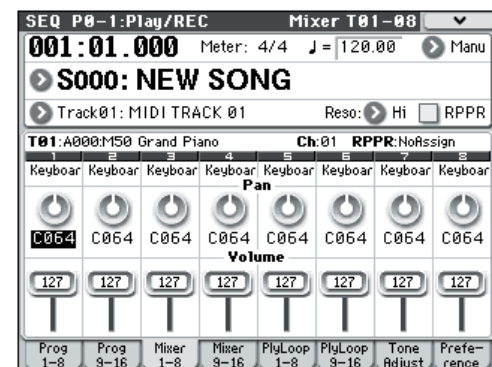 SEQ P0-1:Play/REC Mixer T01-08
001:01.000 Meter: 4/4 ♩= 120.00 Manu
S000: NEW SONG
Track01: MIDI TRACK 01 Reso: Hi RPPR
T01:A000:M50 Grand Piano Ch:01 RPPR:NoAssign
1 2 3 4 5 6 7 8
Keyboar Keyboar Keyboar Keyboar Keyboar Keyboar Keyboar Keyboar
Pan
C064 C064 C064 C064 C064 C064 C064 C064
Volume
127 127 127 127 127 127 127 127
Prog 1-8 Prog 9-16 Mixer 1-8 Mixer 9-16 PlyLoop 1-8 PlyLoop 9-16 Tone Adjust Prefe-rence